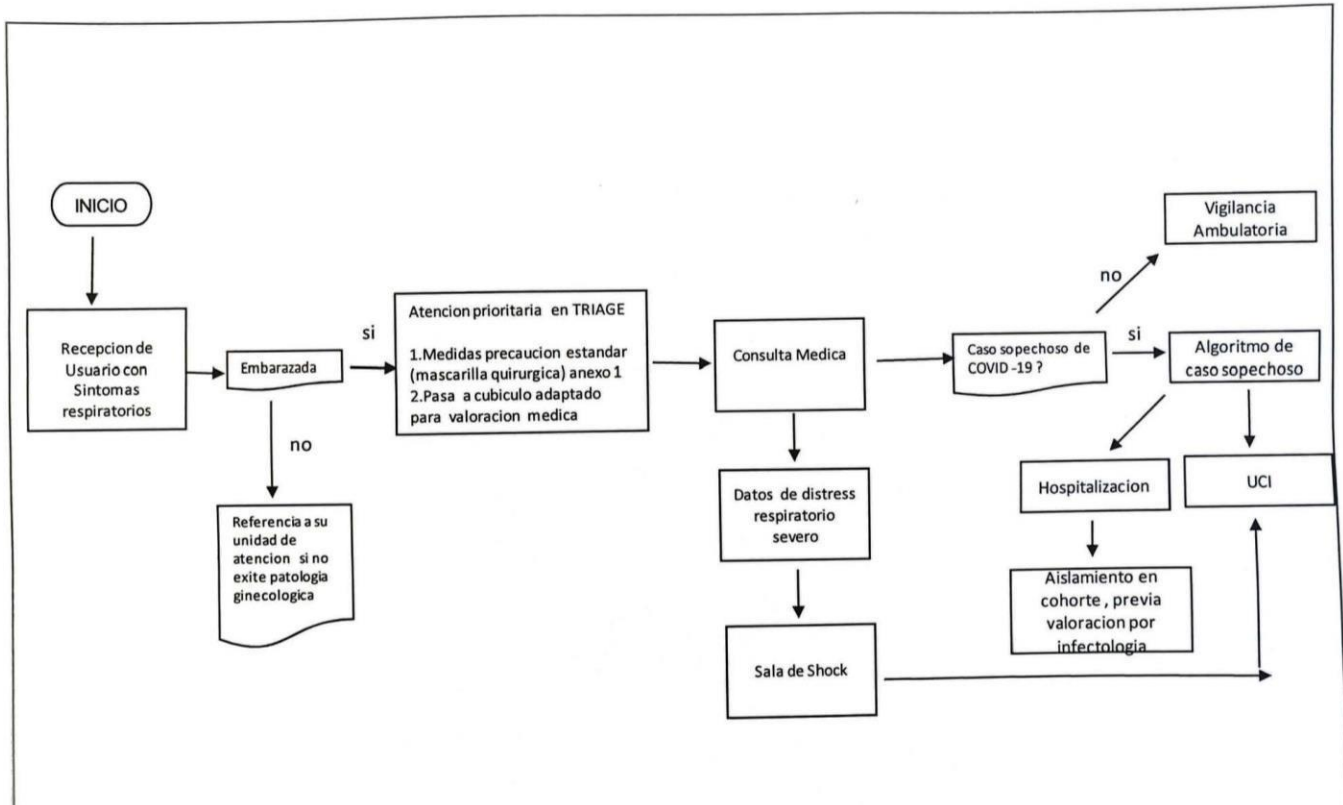 INICIO
Recepcion de
Usuario con
Sintomas
respiratorios
Embarazada
si
no
Referencia a su
unidad de
atencion si no
exite patologia
ginecologica
Atencion prioritaria en TRIAGE
1.Medidas precaucion estandar
(mascarilla quirurgica) anexo 1
2.Pasa a cubiculo adaptado
para valoracion medica
Consulta Medica
Datos de distress
respiratorio
severo
Sala de Shock
Caso sopechoso de
COVID -19 ?
no
Vigilancia
Ambulatoria
si
Algoritmo de
caso sopechoso
Hospitalizacion
UCI
Aislamiento en
cohorte , previa
valoracion por
infectologia